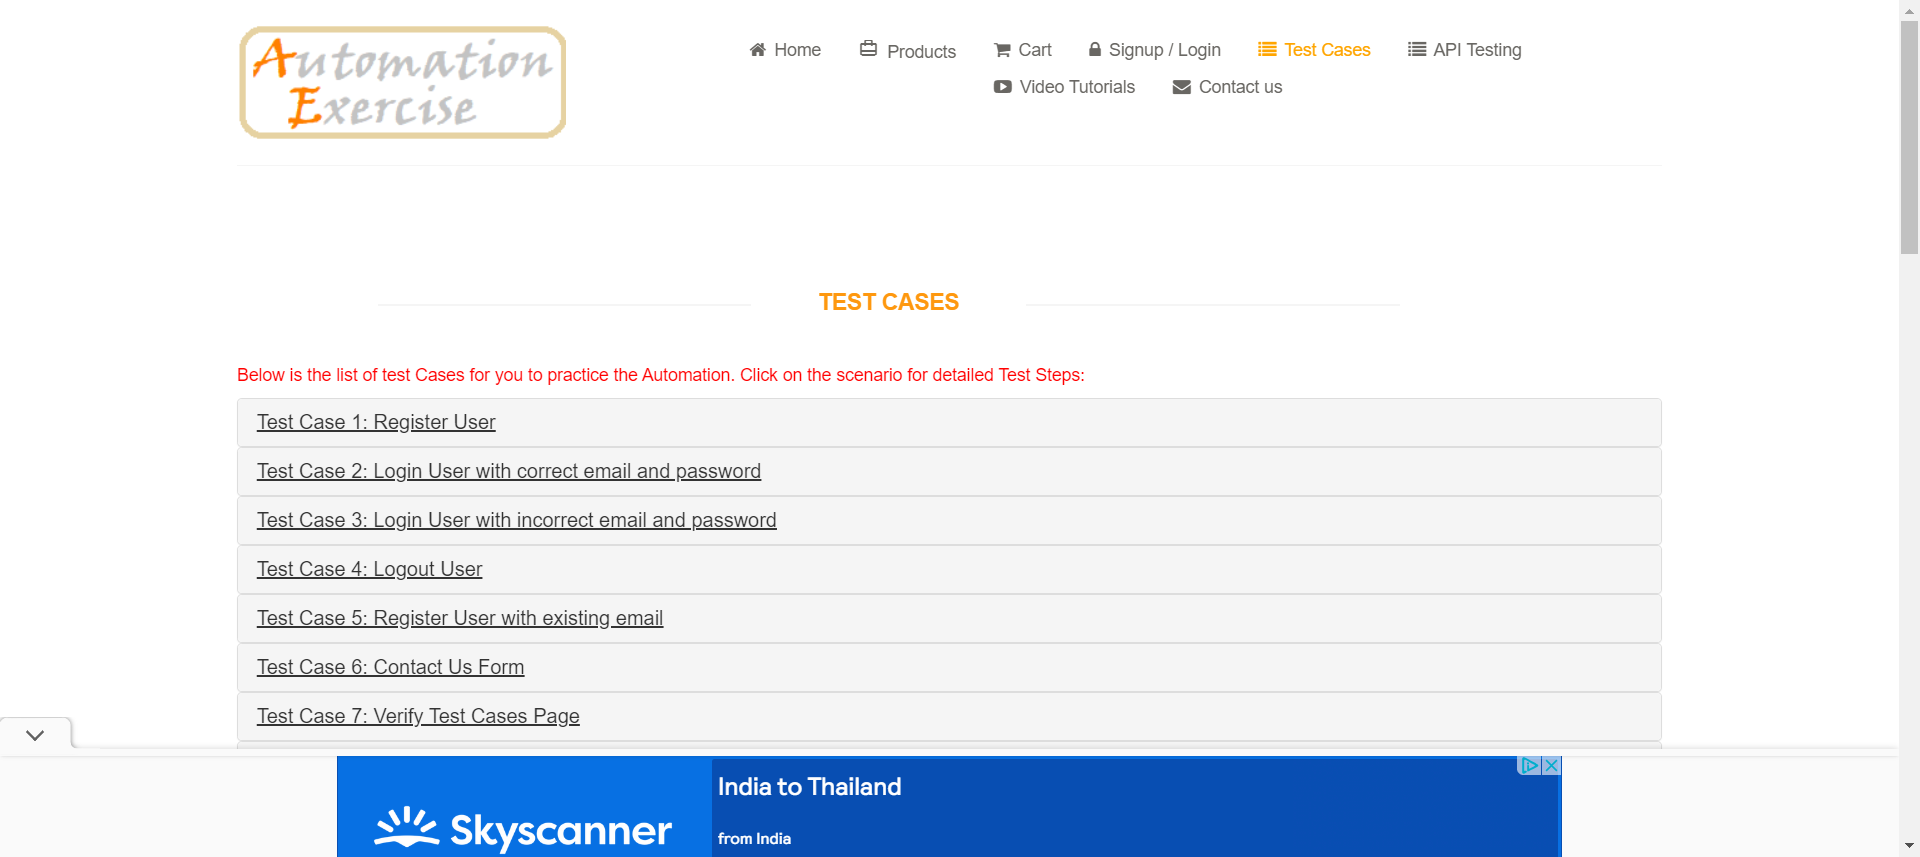 Automation
Exercise
Home
Products
Cart
Signup / Login
Test Cases
API Testing
Video Tutorials
Contact us
TEST CASES
Below is the list of test Cases for you to practice the Automation. Click on the scenario for detailed Test Steps:
Test Case 1: Register User
Test Case 2: Login User with correct email and password
Test Case 3: Login User with incorrect email and password
Test Case 4: Logout User
Test Case 5: Register User with existing email
Test Case 6: Contact Us Form
Test Case 7: Verify Test Cases Page
India to Thailand
Skyscanner
from India